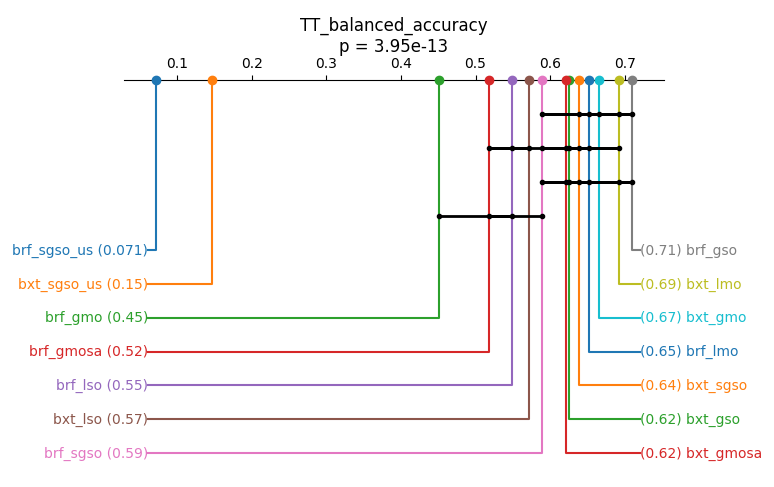 TT_balanced_accuracy
p = 3.95e-13
0.1 0.2 0.3 0.4 0.5 0.6 0.7
brf_sgso_us (0.071) (0.71) brf_gso
bxt_sgso_us (0.15) (0.69) bxt_lmo
brf_gmo (0.45) (0.67) bxt_gmo
brf_gmosa (0.52) (0.65) brf_lmo
brf_lso (0.55) (0.64) bxt_sgso
bxt_lso (0.57) (0.62) bxt_gso
brf_sgso (0.59) (0.62) bxt_gmosa